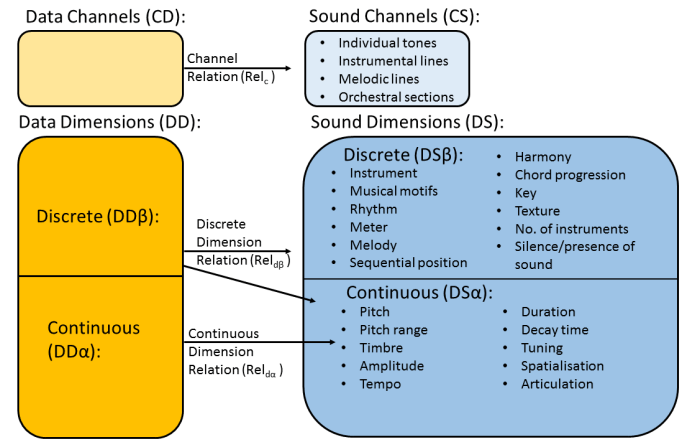 Data Channels (CD):
Sound Channels (CS):
Channel
Relation (Relc)
• Individual tones
• Instrumental lines
• Melodic lines
• Orchestral sections
Data Dimensions (DD):
Sound Dimensions (DS):
Discrete (DDβ):
Discrete
Dimension
Relation (Reldβ)
Discrete (DSβ):
• Instrument
• Musical motifs
• Rhythm
• Meter
• Melody
• Sequential position
• Harmony
• Chord progression
• Key
• Texture
• No. of instruments
• Silence/presence of
sound
Continuous
(DDα):
Continuous
Dimension
Relation (Reldα )
Continuous (DSα):
• Pitch
• Pitch range
• Timbre
• Amplitude
• Tempo
• Duration
• Decay time
• Tuning
• Spatialisation
• Articulation